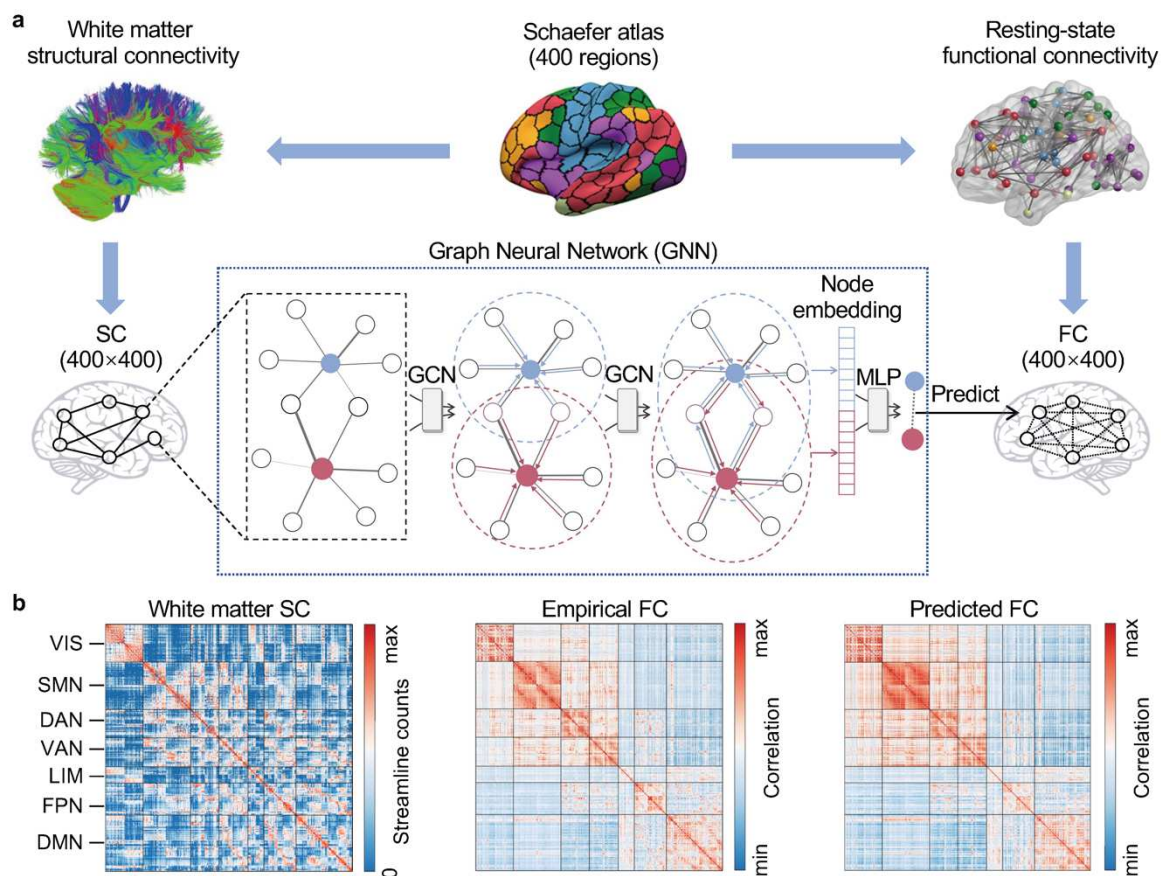 a
White matter
structural connectivity
Schaefer atlas
(400 regions)
Resting-state
functional connectivity
Graph Neural Network (GNN)
SC
(400×400)
GCN
GCN
Node
embedding
MLP
Predict
FC
(400×400)
b
White matter SC
VIS
SMN
DAN
VAN
LIM
FPN
DMN
max
Streamline counts
0
Empirical FC
max
Correlation
min
Predicted FC
max
Correlation
min